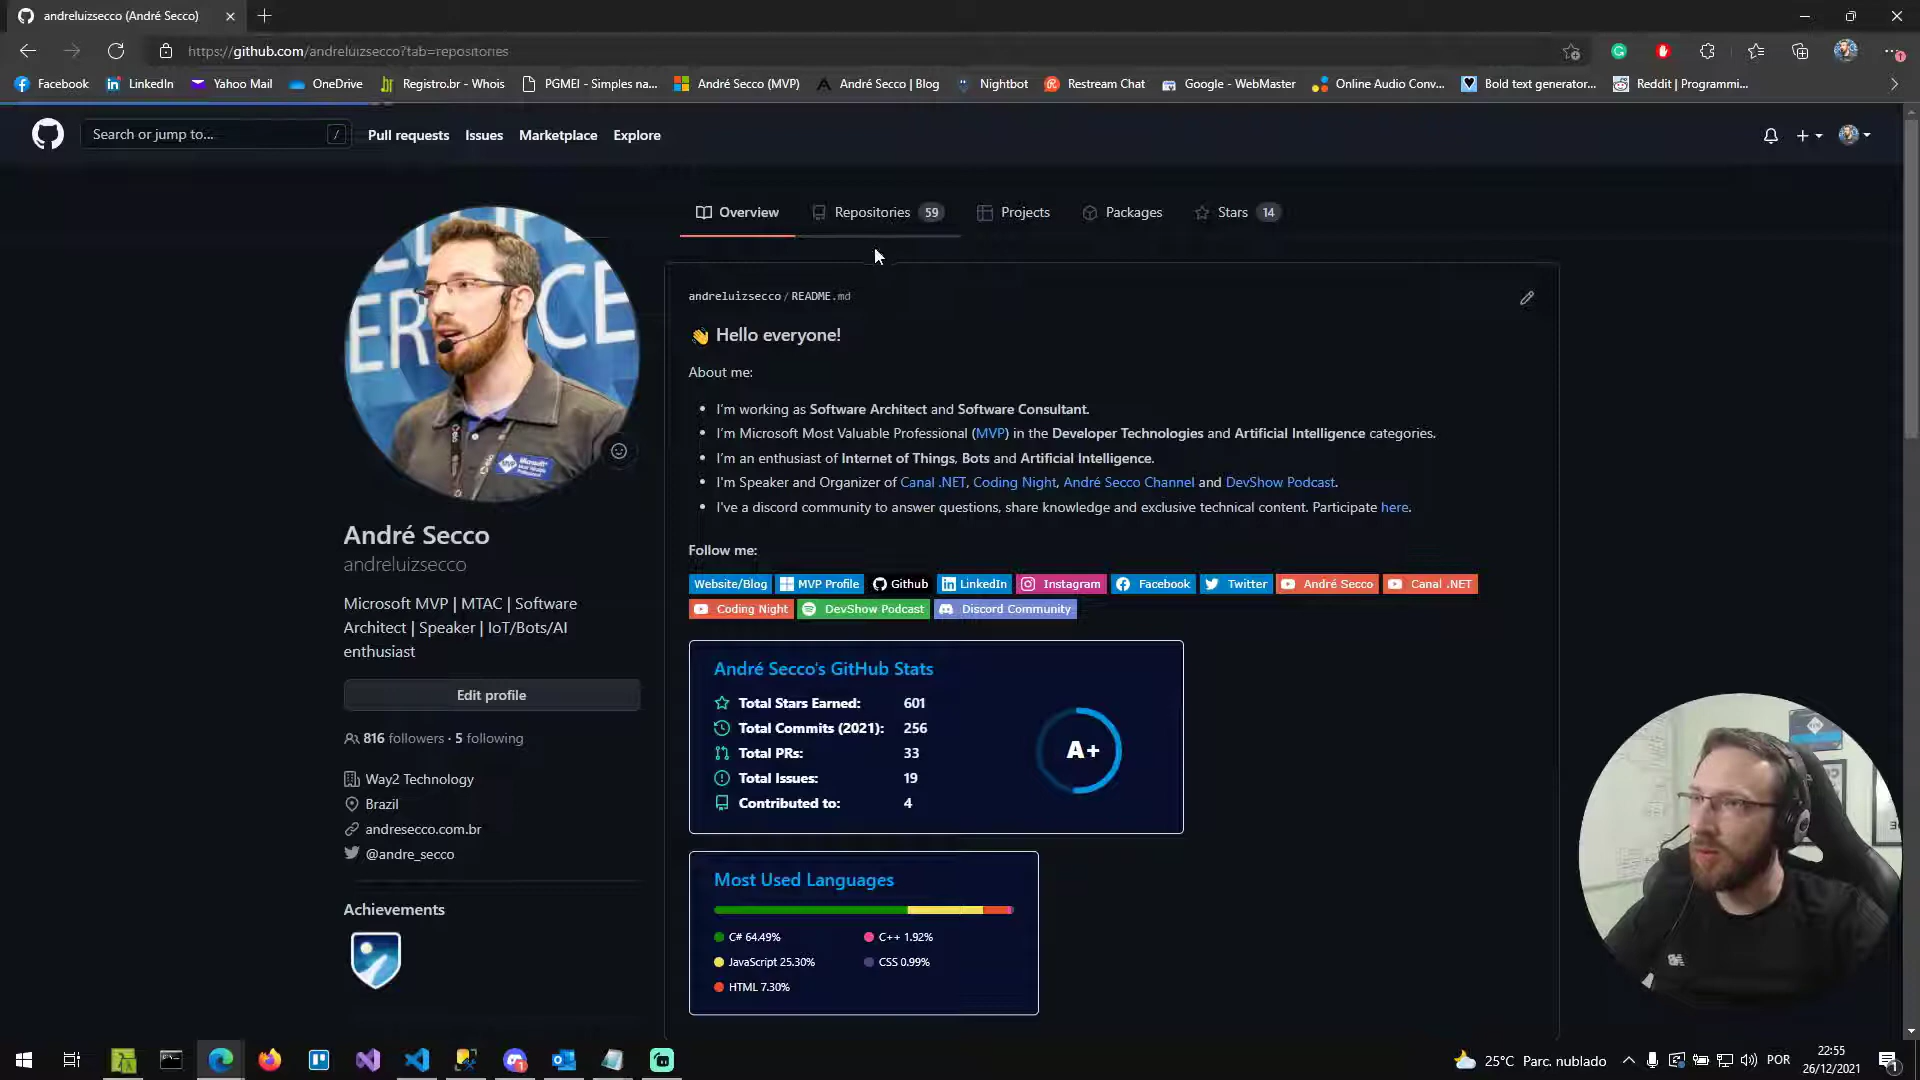 andreluizsecco (André Secco)
https://github.com/andreluizsecco?tab=repositories
Facebook
LinkedIn
Yahoo Mail
OneDrive
Registro.br - Whois
PGMEI - Simples na...
André Secco (MVP)
André Secco | Blog
Nightbot
Restream Chat
Google - WebMaster
Online Audio Conv...
Bold text generator...
Reddit | Programmi...
Search or jump to... /
Pull requests
Issues
Marketplace
Explore
Overview
Repositories 59
Projects
Packages
Stars 14
andreluizsecco / README.md
👋 Hello everyone!
About me:
I'm working as Software Architect and Software Consultant.
I'm Microsoft Most Valuable Professional (MVP) in the Developer Technologies and Artificial Intelligence categories.
I'm an enthusiast of Internet of Things, Bots and Artificial Intelligence.
I'm Speaker and Organizer of Canal .NET, Coding Night, André Secco Channel and DevShow Podcast.
I've a discord community to answer questions, share knowledge and exclusive technical content. Participate here.
Follow me:
Website/Blog MVP Profile Github LinkedIn Instagram Facebook Twitter André Secco Canal .NET
Coding Night DevShow Podcast Discord Community
André Secco's GitHub Stats
Total Stars Earned: 601
Total Commits (2021): 256
Total PRs: 33
Total Issues: 19
Contributed to: 4
A+
Most Used Languages
C# 64.49%
C++ 1.92%
JavaScript 25.30%
CSS 0.99%
HTML 7.30%
André Secco
andreluizsecco
Microsoft MVP | MTAC | Software
Architect | Speaker | IoT/Bots/AI
enthusiast
Edit profile
816 followers · 5 following
Way2 Technology
Brazil
andresecco.com.br
@andre_secco
Achievements
25°C Parc. nublado
POR
22:55
26/12/2021